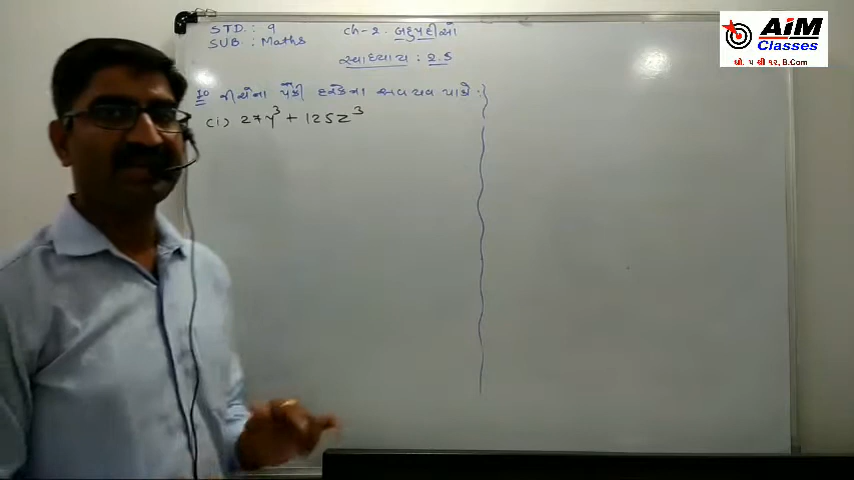 STD. : 9
ch-2. બહુપદીઓ
SUB. : Maths
સ્વાધ્યાય : 2.5
10 નીચેના પૈકી દરેકના અવયવ પાડો :
(i) 27y³ + 125z³
AiM
Classes
ધો. ૫ થી ૧૨, B.Com